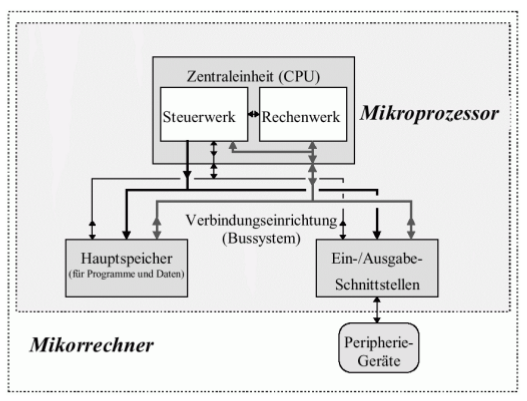 Zentraleinheit (CPU)
Steuerwerk
Rechenwerk
Mikroprozessor
Verbindungseinrichtung
(Bussystem)
Hauptspeicher
(für Programme und Daten)
Ein-/Ausgabe-
Schnittstellen
Mikorrechner
Peripherie-
Geräte